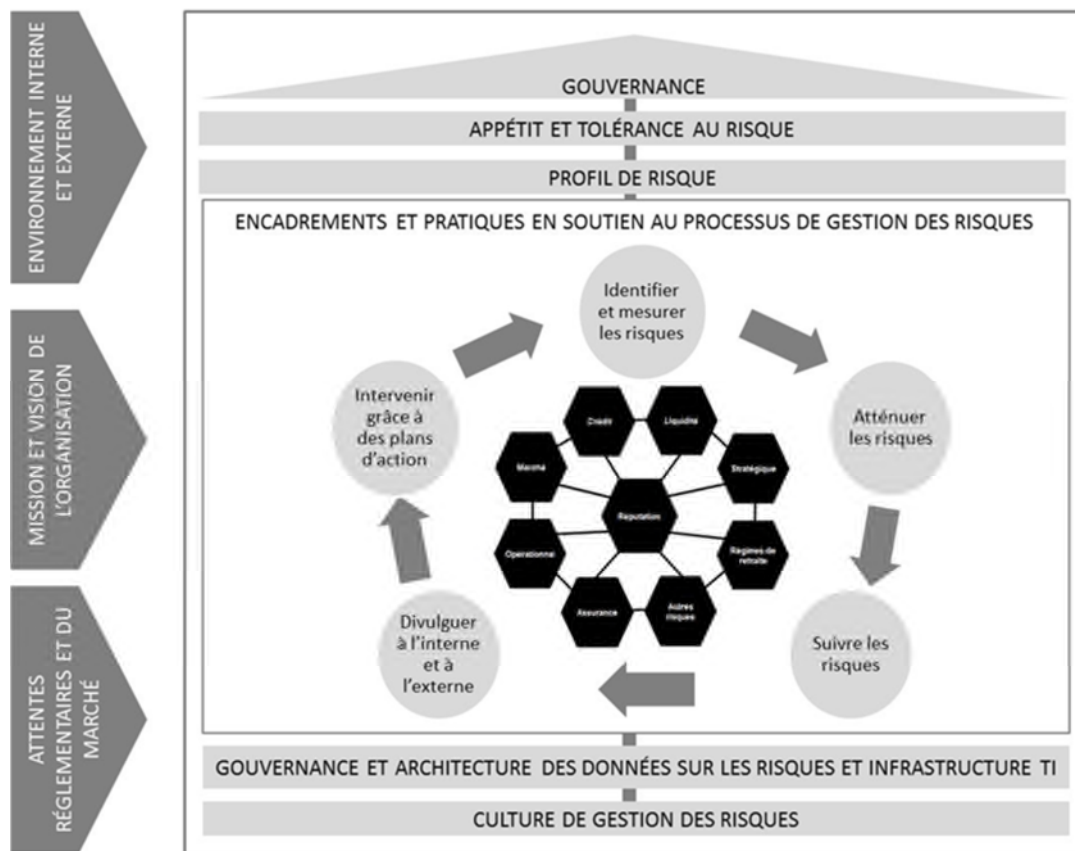 ENVIRONNEMENT INTERNE
ET EXTERNE
MISSION ET VISION DE
L'ORGANISATION
ATTENTES
RÉGLEMENTAIRES ET DU
MARCHÉ
GOUVERNANCE
APPÉTIT ET TOLÉRANCE AU RISQUE
PROFIL DE RISQUE
ENCADREMENTS ET PRATIQUES EN SOUTIEN AU PROCESSUS DE GESTION DES RISQUES
Identifier
et mesurer
les risques
Atténuer
les risques
Suivre les
risques
Divulguer
à l'interne
et à
l'externe
Intervenir
grâce à
des plans
d'action
Crédit
Liquidité
Marché
Stratégique
Réputation
Opérationnel
Régimes de
retraite
Assurance
Autres
risques
GOUVERNANCE ET ARCHITECTURE DES DONNÉES SUR LES RISQUES ET INFRASTRUCTURE TI
CULTURE DE GESTION DES RISQUES